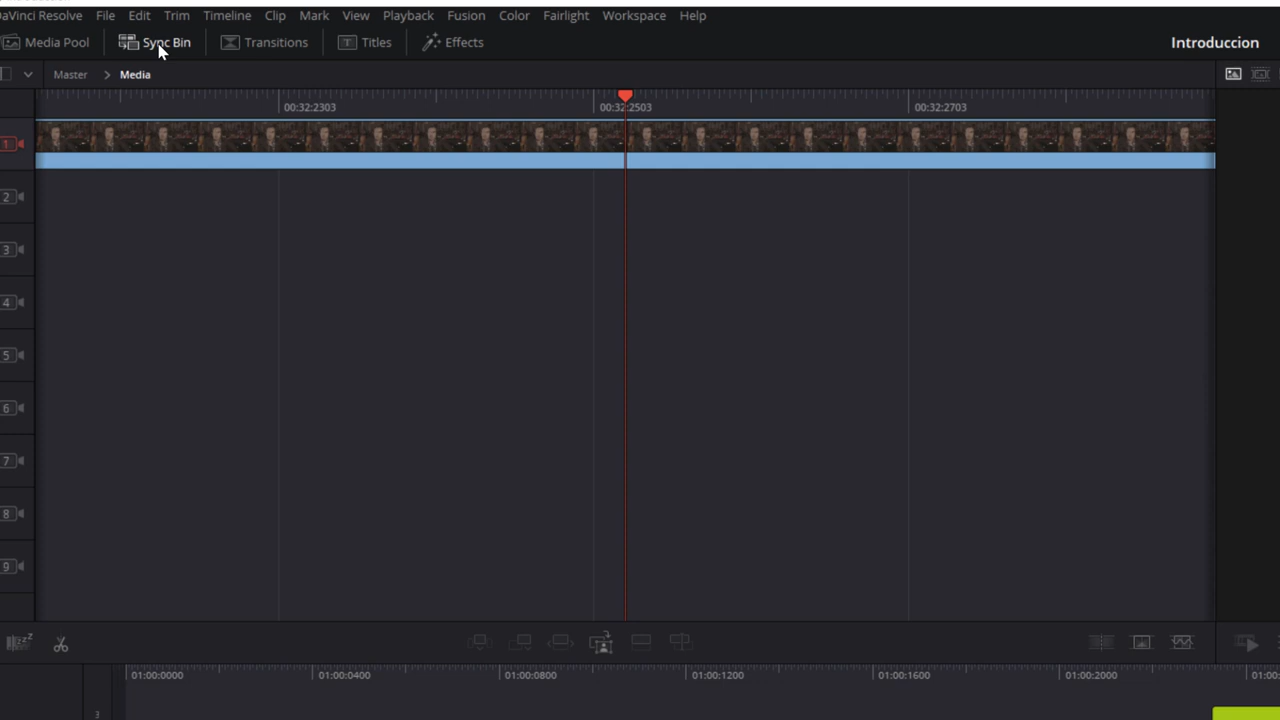 DaVinci Resolve File Edit Trim Timeline Clip Mark View Playback Fusion Color Fairlight Workspace Help
Media Pool Sync Bin Transitions Titles Effects Introduccion
Master > Media
00:32:2303 00:32:2503 00:32:2703
1
2
3
4
5
6
7
8
9
01:00:0000 01:00:0400 01:00:0800 01:00:1200 01:00:1600 01:00:2000 01:00:
3